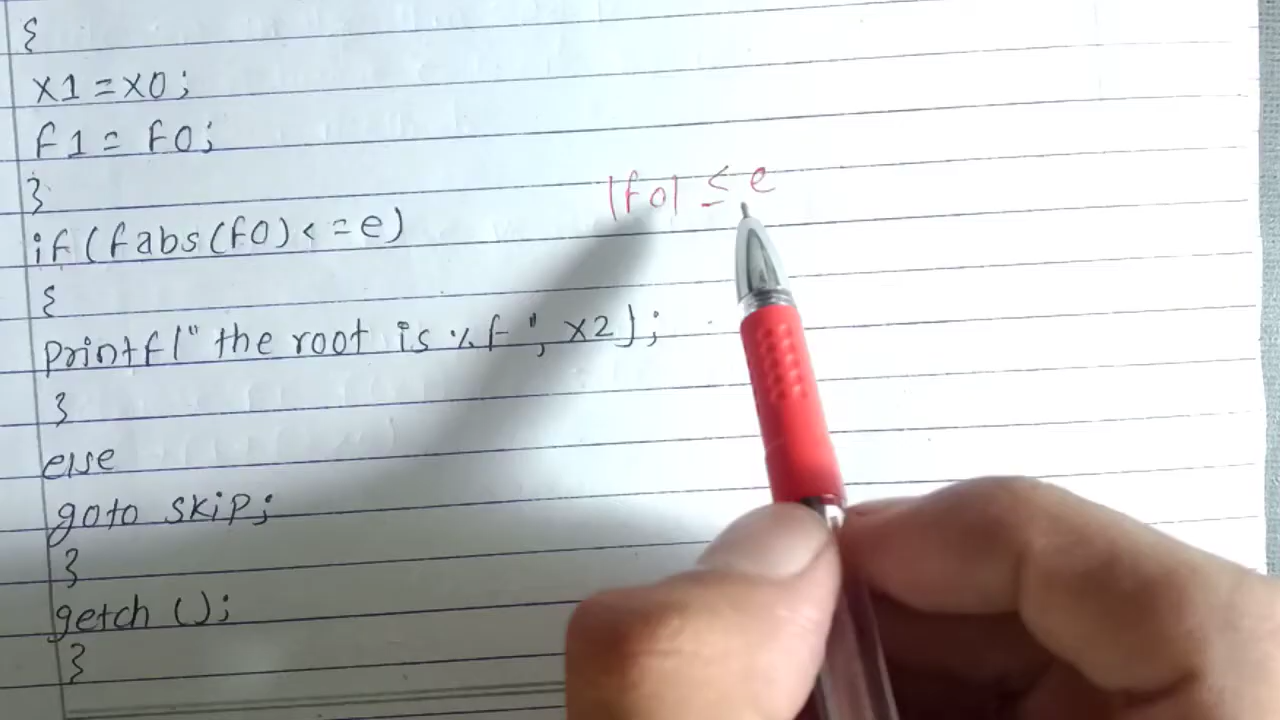 {
x1=x0;
f1= f0;
}
|f0| ≤ e
if(fabs(f0)<=e)
{
printf(" the root is %f", x2);
}
else
goto skip;
}
getch ();
}